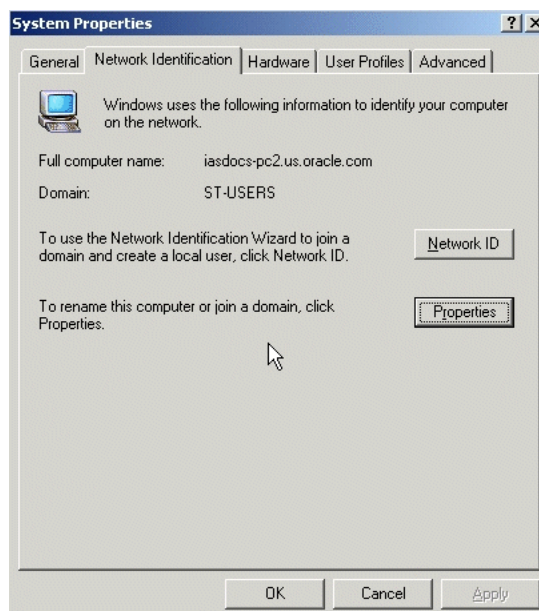 System Properties
General
Network Identification
Hardware
User Profiles
Advanced
Windows uses the following information to identify your computer
on the network.
Full computer name: iasdocs-pc2.us.oracle.com
Domain: ST-USERS
To use the Network Identification Wizard to join a
domain and create a local user, click Network ID.
Network ID
To rename this computer or join a domain, click
Properties.
Properties
OK
Cancel
Apply